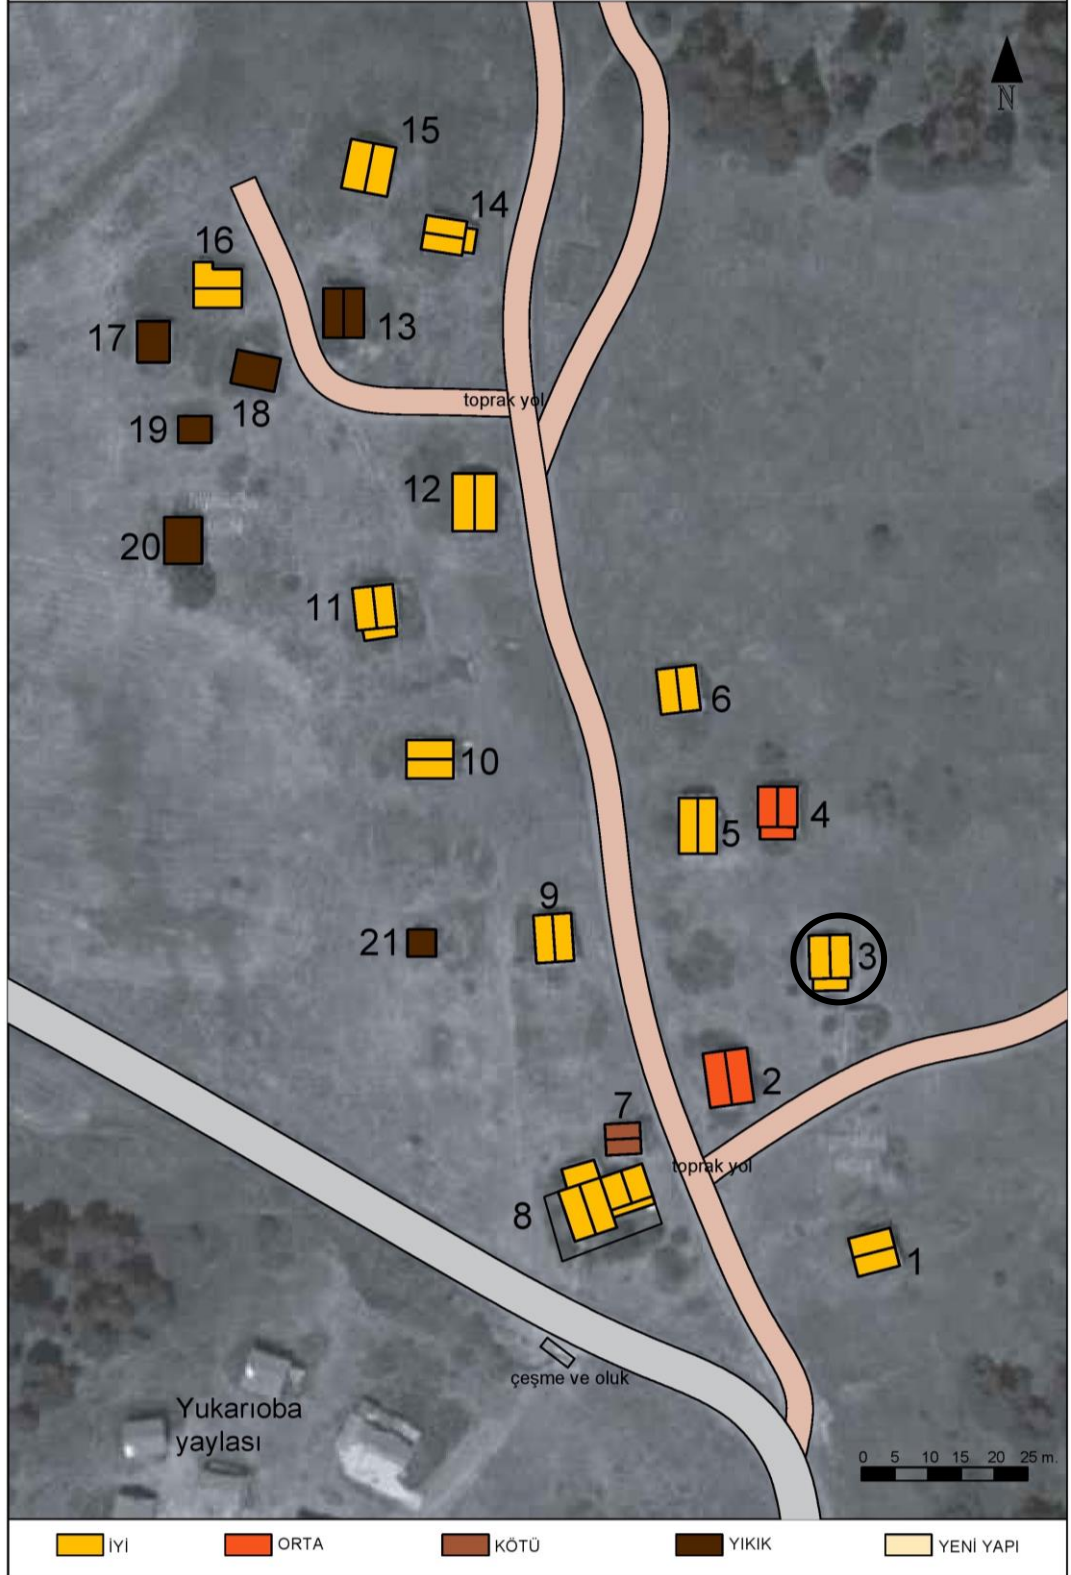 N
15
14
16
13
17
18
toprak yol
19
12
20
11
6
10
4
5
9
21
3
2
7
toprak yol
8
1
çeşme ve oluk
Yukarıoba
yaylası
0 5 10 15 20 25 m.
İYİ ORTA KÖTÜ YIKIK YENİ YAPI